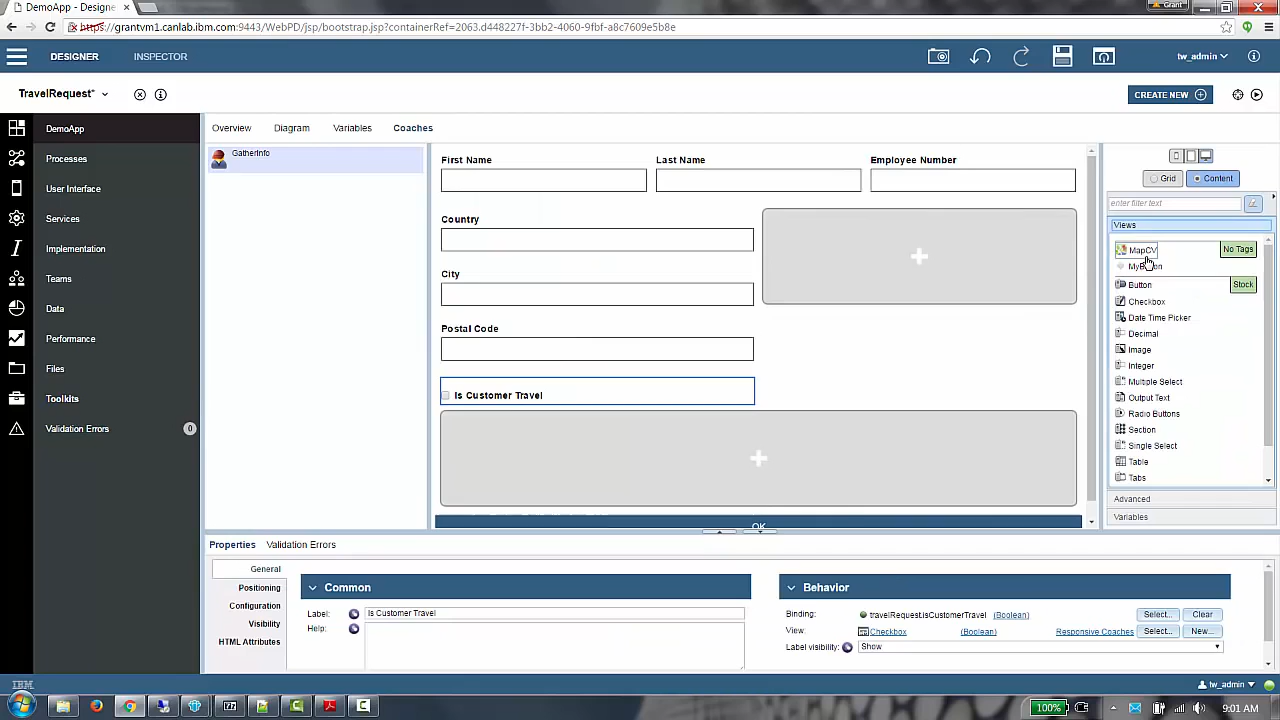 DemoApp - Designer
Grant
https://grantvm1.canlab.ibm.com:9443/WebPD/jsp/bootstrap.jsp?containerRef=2063.d448227f-3bb2-4060-9fbf-a8c7609e5b8e
DESIGNER INSPECTOR tw_admin
TravelRequest* CREATE NEW
DemoApp
Processes
User Interface
Services
Implementation
Teams
Data
Performance
Files
Toolkits
Validation Errors 0
Overview Diagram Variables Coaches
GatherInfo
First Name Last Name Employee Number
Country
City
Postal Code
Is Customer Travel
OK
Grid Content
enter filter text
Views
MapCV No Tags
Button Stock
Checkbox
Date Time Picker
Decimal
Image
Integer
Multiple Select
Output Text
Radio Buttons
Section
Single Select
Table
Tabs
Advanced
Variables
Properties Validation Errors
General
Positioning
Configuration
Visibility
HTML Attributes
Common
Label: Is Customer Travel
Help:
Behavior
Binding: travelRequest.isCustomerTravel (Boolean) Select... Clear
View: Checkbox (Boolean) Responsive Coaches Select... New...
Label visibility: Show
IBM tw_admin
100% 9:01 AM